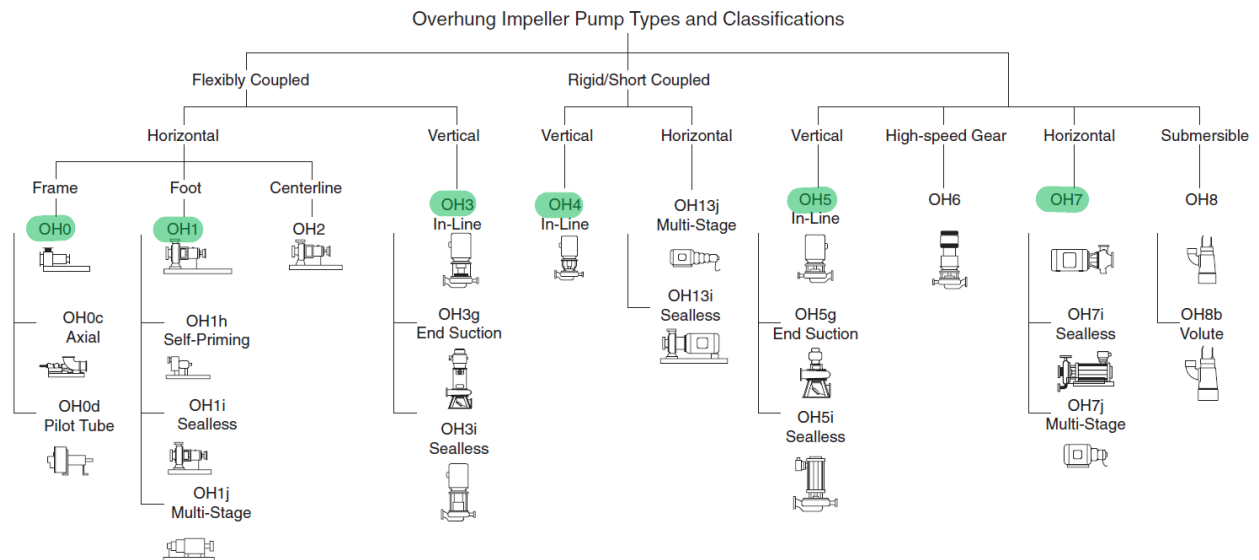 Overhung Impeller Pump Types and Classifications
Flexibly Coupled
Rigid/Short Coupled
Horizontal
Vertical
Vertical
Horizontal
Vertical
High-speed Gear
Horizontal
Submersible
Frame
Foot
Centerline
OH0
OH1
OH2
OH3
In-Line
OH4
In-Line
OH13j
Multi-Stage
OH5
In-Line
OH6
OH7
OH8
OH0c
Axial
OH1h
Self-Priming
OH3g
End Suction
OH13i
Sealless
OH5g
End Suction
OH7i
Sealless
OH8b
Volute
OH0d
Pilot Tube
OH1i
Sealless
OH3i
Sealless
OH5i
Sealless
OH7j
Multi-Stage
OH1j
Multi-Stage